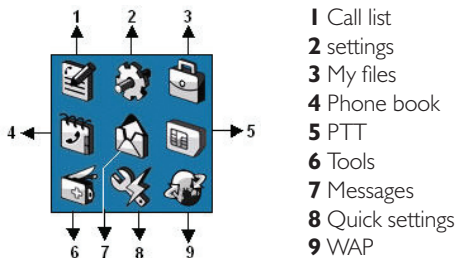 1 2 3
4 5
6 7 8 9
1 Call list
2 settings
3 My files
4 Phone book
5 PTT
6 Tools
7 Messages
8 Quick settings
9 WAP